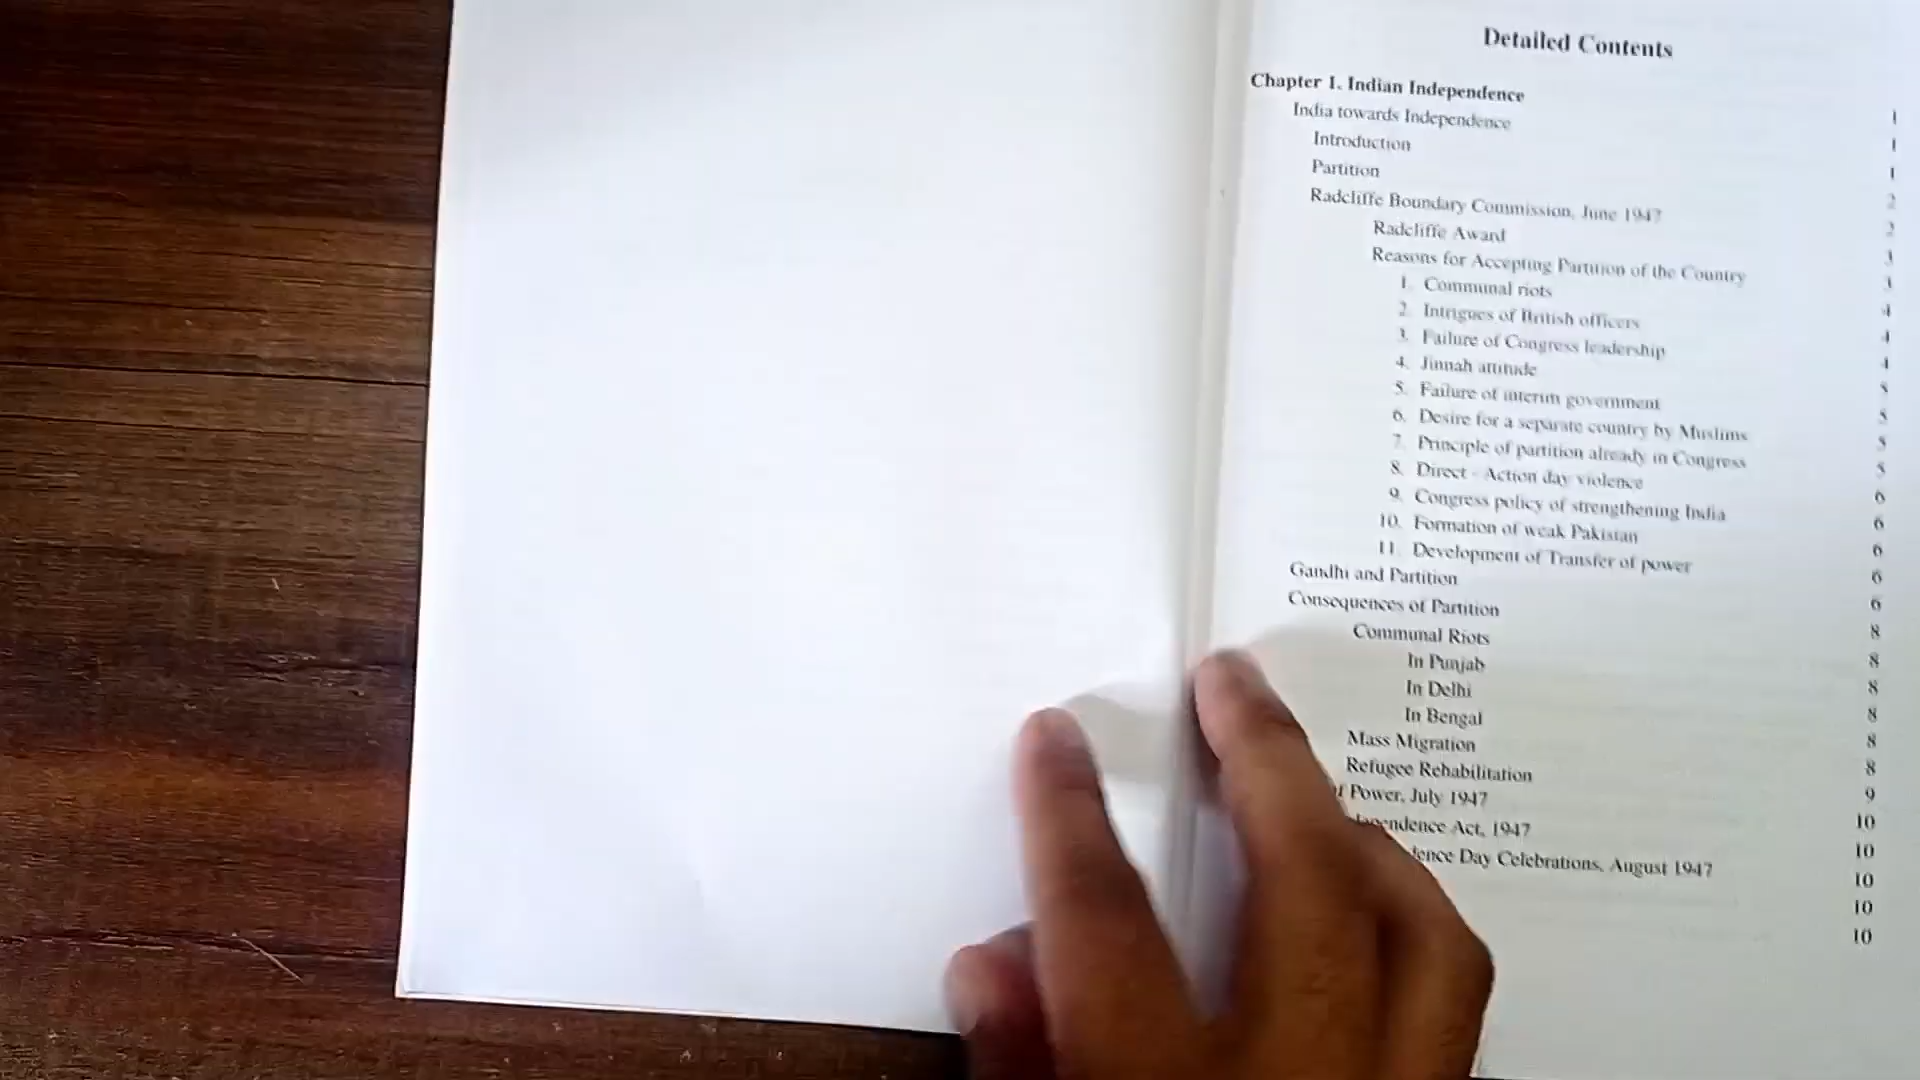 Detailed Contents
Chapter 1. Indian Independence
India towards Independence 1
Introduction 1
Partition 1
Radcliffe Boundary Commission, June 1947 2
Radcliffe Award 2
Reasons for Accepting Partition of the Country 3
1. Communal riots 3
2. Intrigues of British officers 4
3. Failure of Congress leadership 4
4. Jinnah attitude 4
5. Failure of interim government 5
6. Desire for a separate country by Muslims 5
7. Principle of partition already in Congress 5
8. Direct - Action day violence 5
9. Congress policy of strengthening India 6
10. Formation of weak Pakistan 6
11. Development of Transfer of power 6
Gandhi and Partition 6
Consequences of Partition 6
Communal Riots 8
In Punjab 8
In Delhi 8
In Bengal 8
Mass Migration 8
Refugee Rehabilitation 8
of Power, July 1947 9
Act, 1947 10
Day Celebrations, August 1947 10
10
10
10